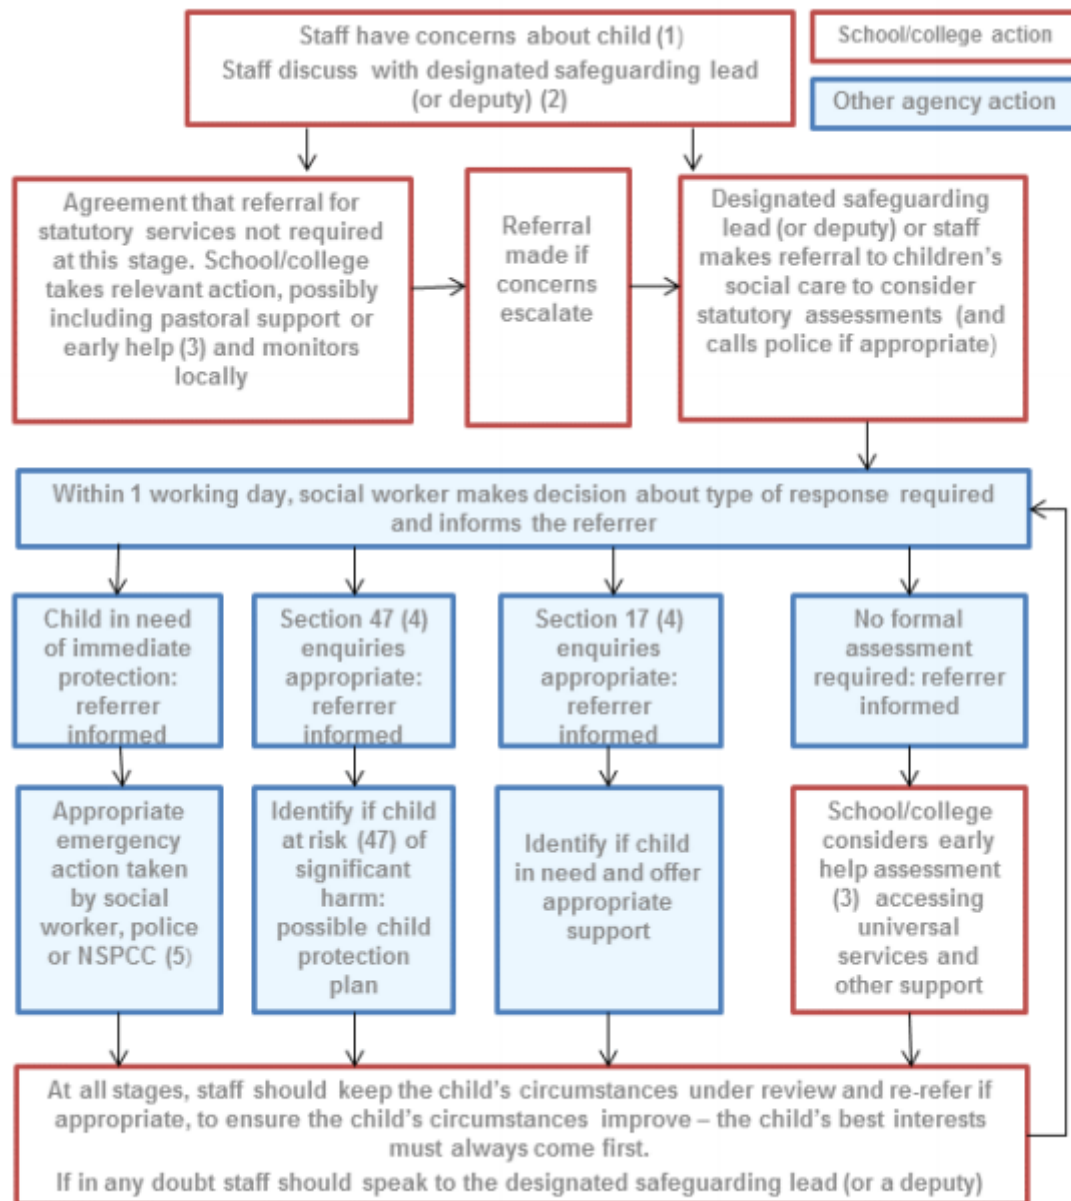 Staff have concerns about child (1)
Staff discuss with designated safeguarding lead
(or deputy) (2)
School/college action
Other agency action
Agreement that referral for
statutory services not required
at this stage. School/college
takes relevant action, possibly
including pastoral support or
early help (3) and monitors
locally
Referral
made if
concerns
escalate
Designated safeguarding
lead (or deputy) or staff
makes referral to children's
social care to consider
statutory assessments (and
calls police if appropriate)
Within 1 working day, social worker makes decision about type of response required
and informs the referrer
Child in need
of immediate
protection:
referrer
informed
Section 47 (4)
enquiries
appropriate:
referrer
informed
Section 17 (4)
enquiries
appropriate:
referrer
informed
No formal
assessment
required: referrer
informed
Appropriate
emergency
action taken
by social
worker, police
or NSPCC (5)
Identify if child
at risk (47) of
significant
harm:
possible child
protection
plan
Identify if child
in need and offer
appropriate
support
School/college
considers early
help assessment
(3) accessing
universal
services and
other support
At all stages, staff should keep the child's circumstances under review and re-refer if
appropriate, to ensure the child's circumstances improve – the child's best interests
must always come first.
If in any doubt staff should speak to the designated safeguarding lead (or a deputy)